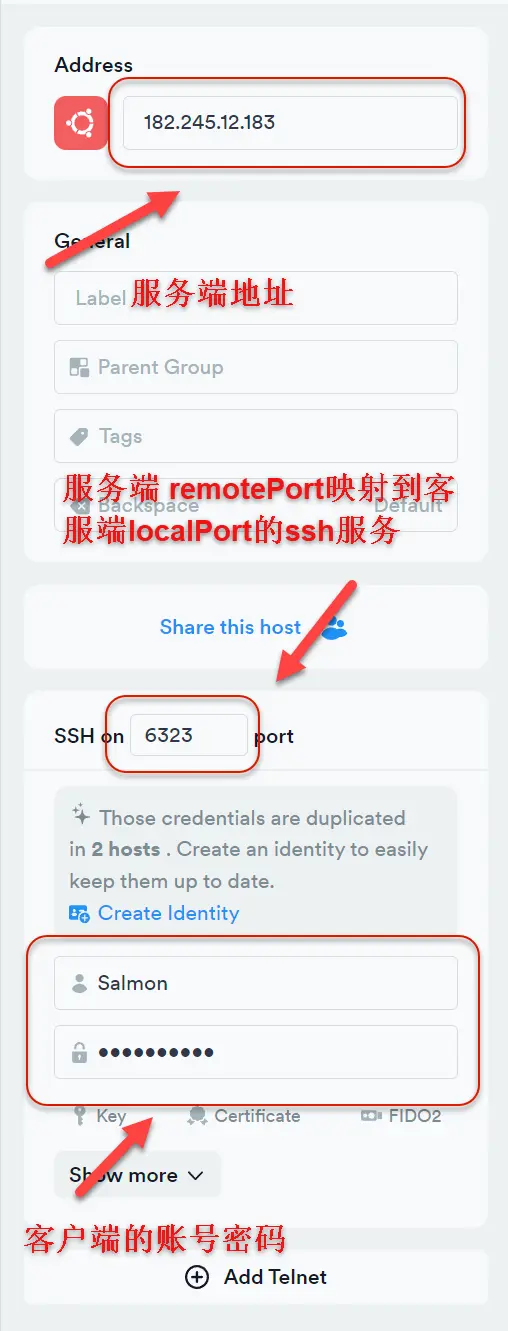 Address
182.245.12.183
General
Label 服务端地址
Parent Group
Tags
服务端 remotePort映射到客
Backspace Default
服端localPort的ssh服务
Share this host
SSH on 6323 port
Those credentials are duplicated
in 2 hosts . Create an identity to easily
keep them up to date.
Create Identity
Salmon
••••••••••
Key Certificate FIDO2
Show more
客户端的账号密码
Add Telnet